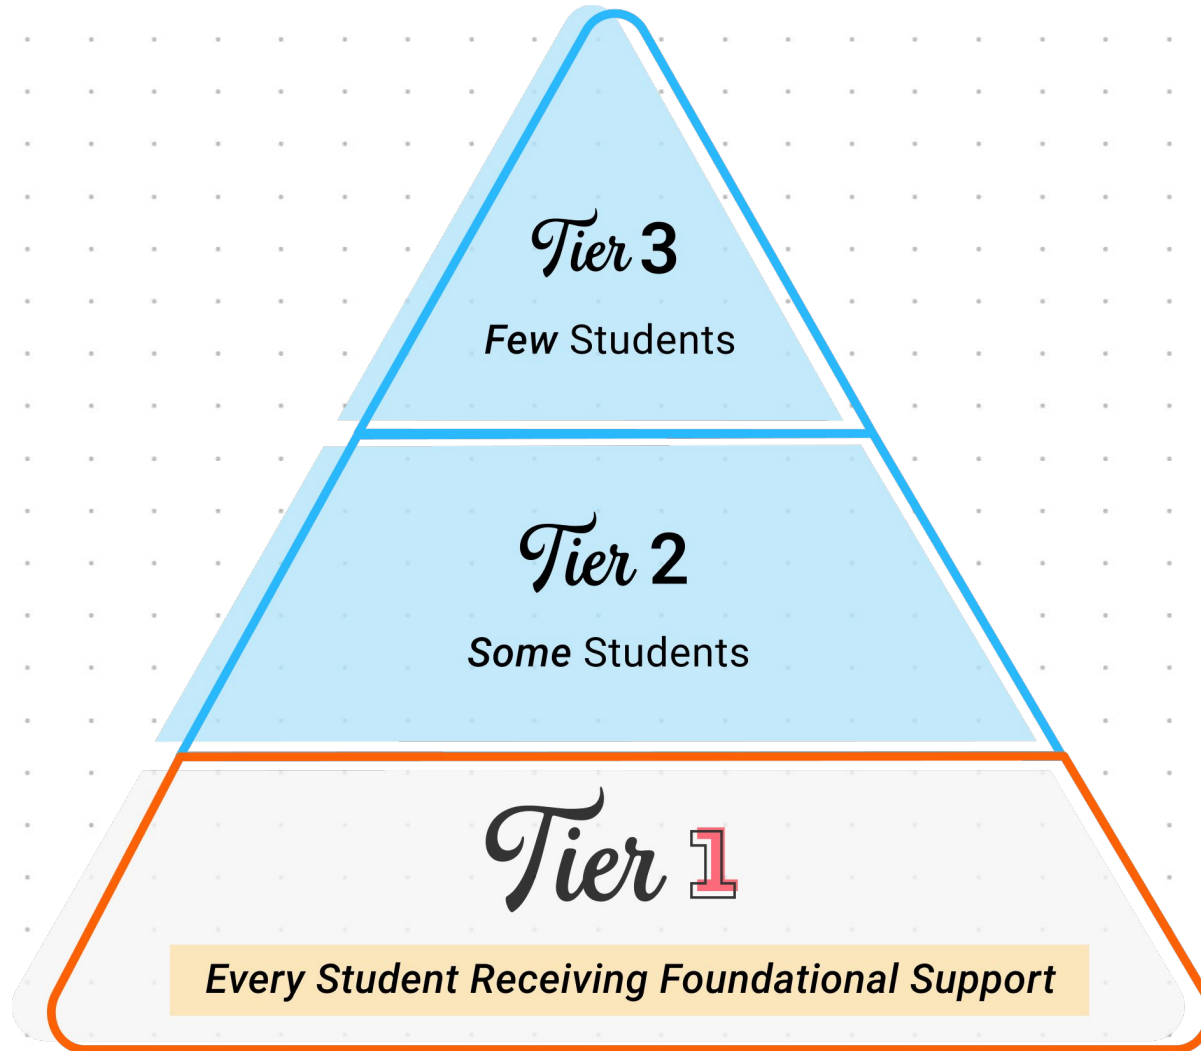 Tier 3
Few Students
Tier 2
Some Students
Tier 1
Every Student Receiving Foundational Support